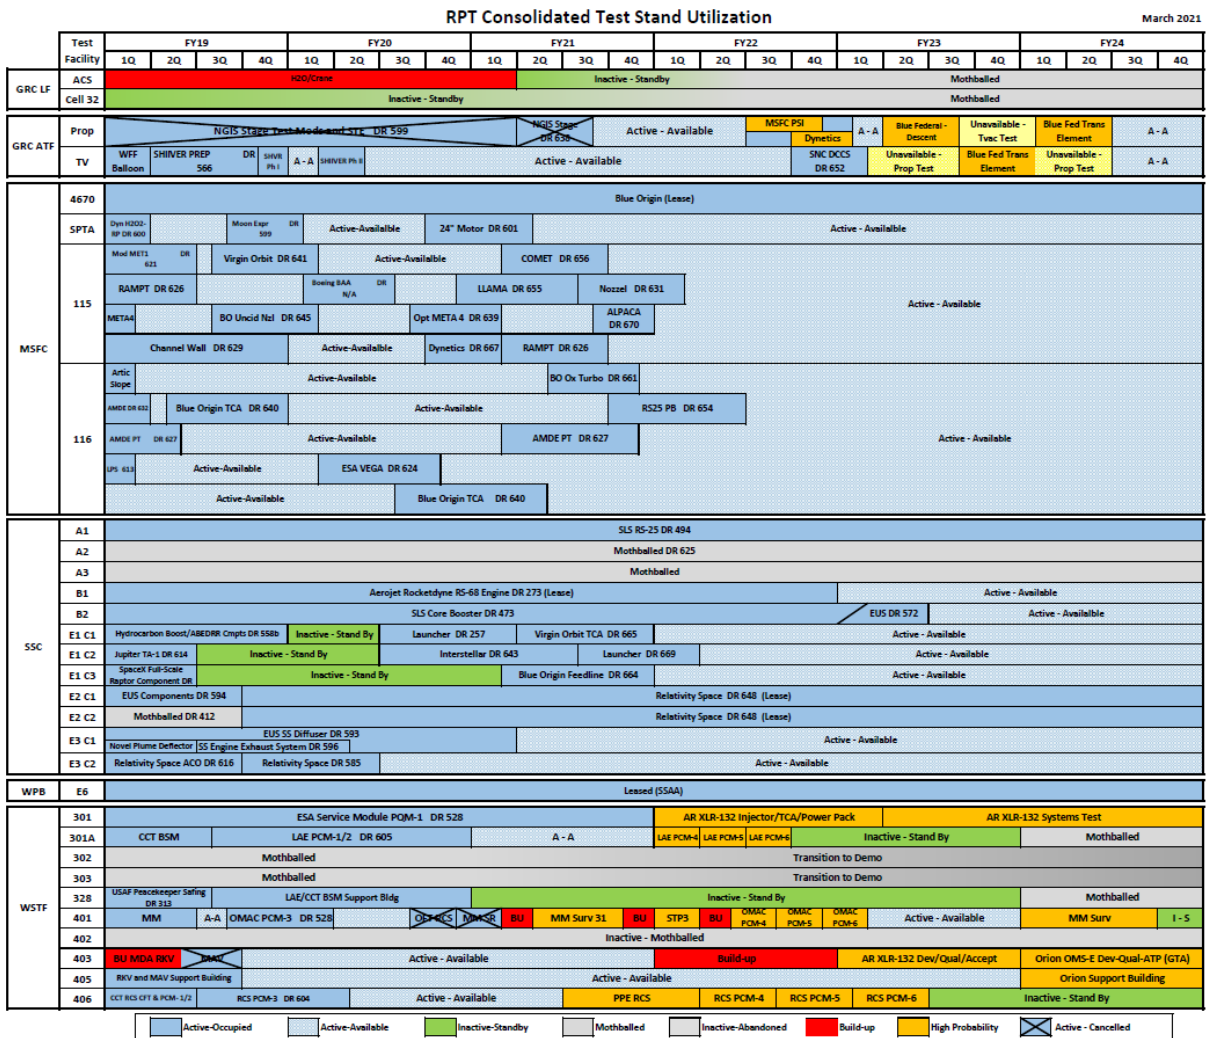 RPT Consolidated Test Stand Utilization
March 2021
Test Facility FY19 FY20 FY21 FY22 FY23 FY24
1Q 2Q 3Q 4Q 1Q 2Q 3Q 4Q 1Q 2Q 3Q 4Q 1Q 2Q 3Q 4Q 1Q 2Q 3Q 4Q 1Q 2Q 3Q 4Q
GRC LF
ACS H2O/Crane Inactive - Standby Mothballed
Cell 32 Inactive - Standby Mothballed
GRC ATF
Prop NGIS Stage Test Mods and STE DR 599 NGIS Stage DR 638 Active - Available MSFC PSI Dynetics A - A Blue Federal - Descent Unavailable - Tvac Test Blue Fed Trans Element A - A
TV WFF Balloon SHIIVER PREP DR 566 SHVR Ph I A - A SHIIVER Ph II Active - Available SNC DCCS DR 652 Unavailable - Prop Test Blue Fed Trans Element Unavailable - Prop Test A - A
MSFC
4670 Blue Origin (Lease)
SPTA Dyn H2O2-RP DR 600 Moon Expr DR 599 Active-Availalble 24" Motor DR 601 Active - Availalble
115
Mod MET1 DR 621 Virgin Orbit DR 641 Active-Availalble COMET DR 656
RAMPT DR 626 Boeing BAA DR N/A LLAMA DR 655 Nozzel DR 631 Active - Available
META4 BO Uncid Nzl DR 645 Opt META 4 DR 639 ALPACA DR 670
Channel Wall DR 629 Active-Availalble Dynetics DR 667 RAMPT DR 626
116
Artic Slope Active-Available BO Ox Turbo DR 661
AMDE DR 632 Blue Origin TCA DR 640 Active-Available RS25 PB DR 654
AMDE PT DR 627 Active-Available AMDE PT DR 627 Active - Available
LPS 613 Active-Available ESA VEGA DR 624
Active-Available Blue Origin TCA DR 640
SSC
A1 SLS RS-25 DR 494
A2 Mothballed DR 625
A3 Mothballed
B1 Aerojet Rocketdyne RS-68 Engine DR 273 (Lease) Active - Available
B2 SLS Core Booster DR 473 EUS DR 572 Active - Availalble
E1 C1 Hydrocarbon Boost/ABEDRR Cmpts DR 558b Inactive - Stand By Launcher DR 257 Virgin Orbit TCA DR 665 Active - Available
E1 C2 Jupiter TA-1 DR 614 Inactive - Stand By Interstellar DR 643 Launcher DR 669 Active - Available
E1 C3 SpaceX Full-Scale Raptor Component DR Inactive - Stand By Blue Origin Feedline DR 664 Active - Available
E2 C1 EUS Components DR 594 Relativity Space DR 648 (Lease)
E2 C2 Mothballed DR 412 Relativity Space DR 648 (Lease)
E3 C1 EUS SS Diffuser DR 593 Active - Available
Novel Plume Deflector SS Engine Exhaust System DR 596
E3 C2 Relativity Space ACO DR 616 Relativity Space DR 585 Active - Available
WPB E6 Leased (SSAA)
WSTF
301 ESA Service Module PQM-1 DR 528 AR XLR-132 Injector/TCA/Power Pack AR XLR-132 Systems Test
301A CCT BSM LAE PCM-1/2 DR 605 A - A LAE PCM-4 LAE PCM-5 LAE PCM-6 Inactive - Stand By Mothballed
302 Mothballed Transition to Demo
303 Mothballed Transition to Demo
328 USAF Peacekeeper Safing DR 313 LAE/CCT BSM Support Bldg Inactive - Stand By Mothballed
401 MM A-A OMAC PCM-3 DR 528 OFT RCS MM SR BU MM Surv 31 BU STP3 BU OMAC PCM-4 OMAC PCM-5 OMAC PCM-6 Active - Available MM Surv I - S
402 Inactive - Mothballed
403 BU MDA RKV MAV Active - Available Build-up AR XLR-132 Dev/Qual/Accept Orion OMS-E Dev-Qual-ATP (GTA)
405 RKV and MAV Support Building Active - Available Orion Support Building
406 CCT RCS CFT & PCM- 1/2 RCS PCM-3 DR 604 Active - Available PPE RCS RCS PCM-4 RCS PCM-5 RCS PCM-6 Inactive - Stand By
Active-Occupied Active-Available Inactive-Standby Mothballed Inactive-Abandoned Build-up High Probability Active - Cancelled